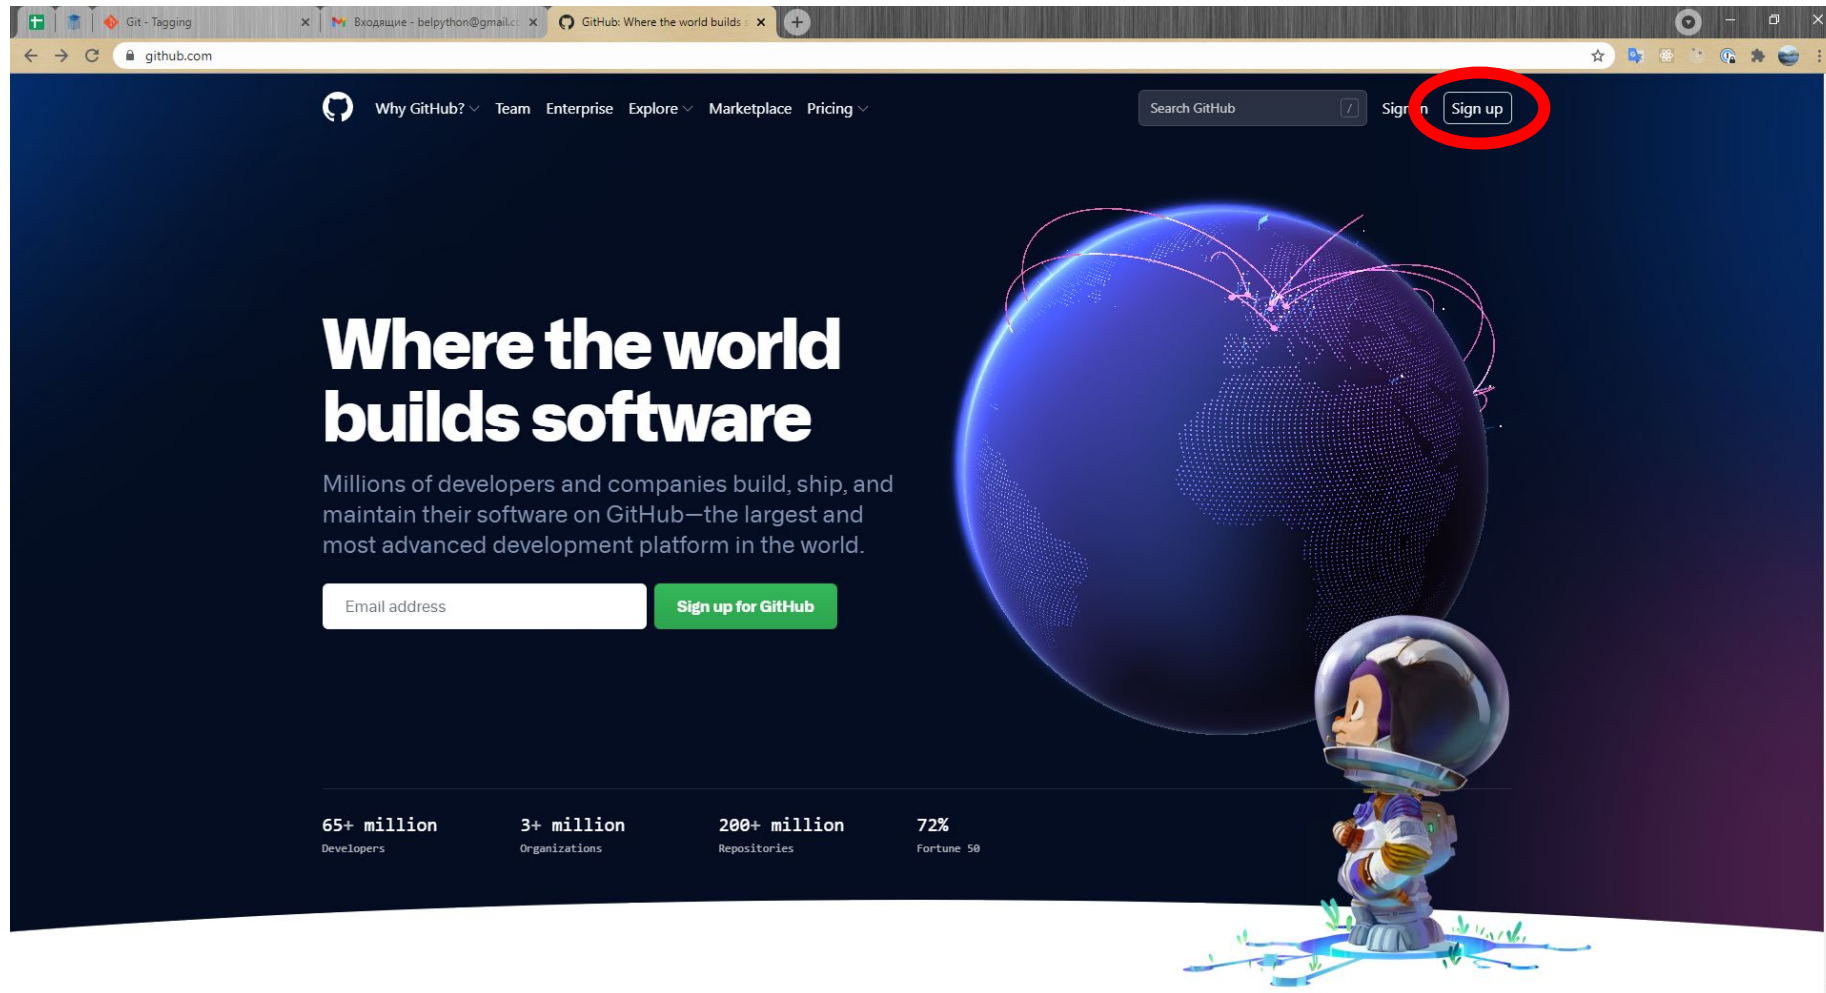 Git - Tagging
Входящие - belpython@gmail.c
GitHub: Where the world builds s
github.com
Why GitHub? Team Enterprise Explore Marketplace Pricing
Search GitHub /
Sign in
Sign up
Where the world
builds software
Millions of developers and companies build, ship, and
maintain their software on GitHub—the largest and
most advanced development platform in the world.
Email address
Sign up for GitHub
65+ million
Developers
3+ million
Organizations
200+ million
Repositories
72%
Fortune 50